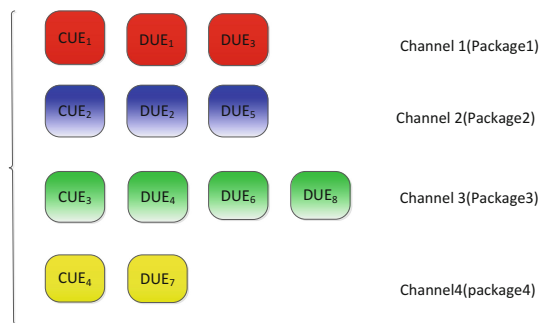 CUE₁ DUE₁ DUE₃ Channel 1(Package1)
CUE₂ DUE₂ DUE₅ Channel 2(Package2)
CUE₃ DUE₄ DUE₆ DUE₈ Channel 3(Package3)
CUE₄ DUE₇ Channel4(package4)